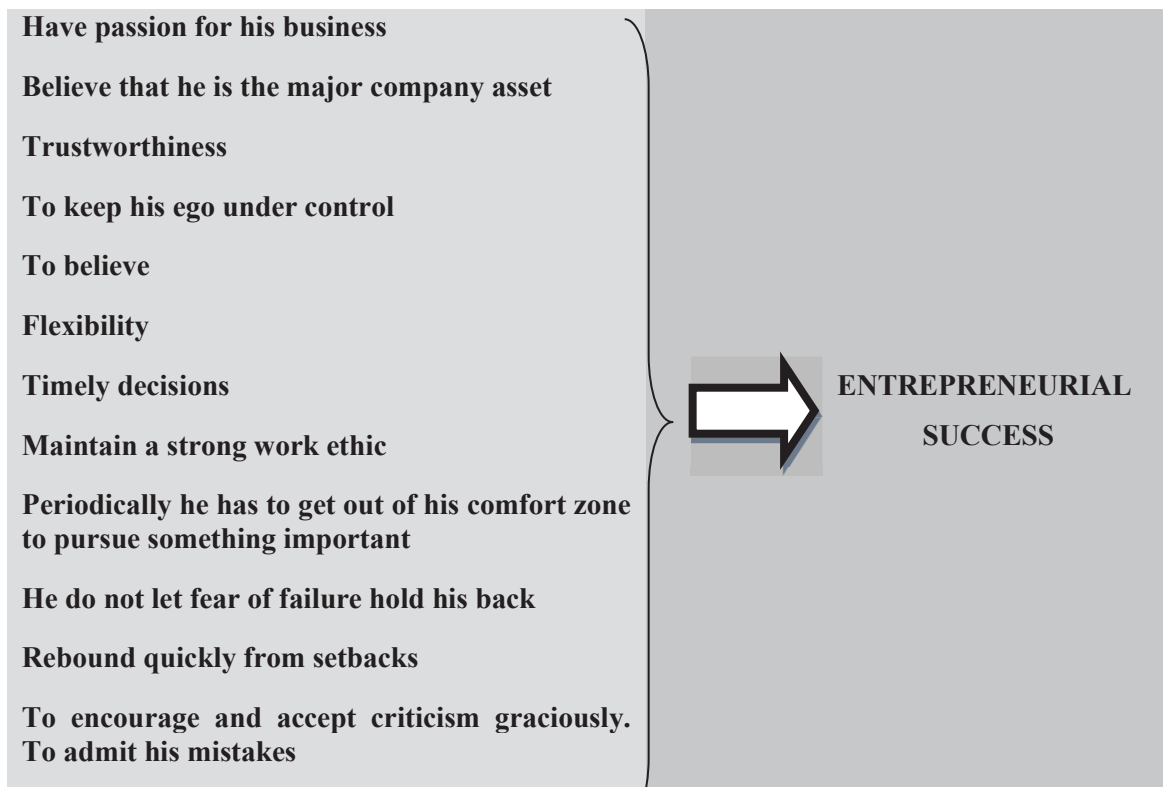 Have passion for his business
Believe that he is the major company asset
Trustworthiness
To keep his ego under control
To believe
Flexibility
Timely decisions
Maintain a strong work ethic
Periodically he has to get out of his comfort zone
to pursue something important
He do not let fear of failure hold his back
Rebound quickly from setbacks
To encourage and accept criticism graciously.
To admit his mistakes
ENTREPRENEURIAL
SUCCESS